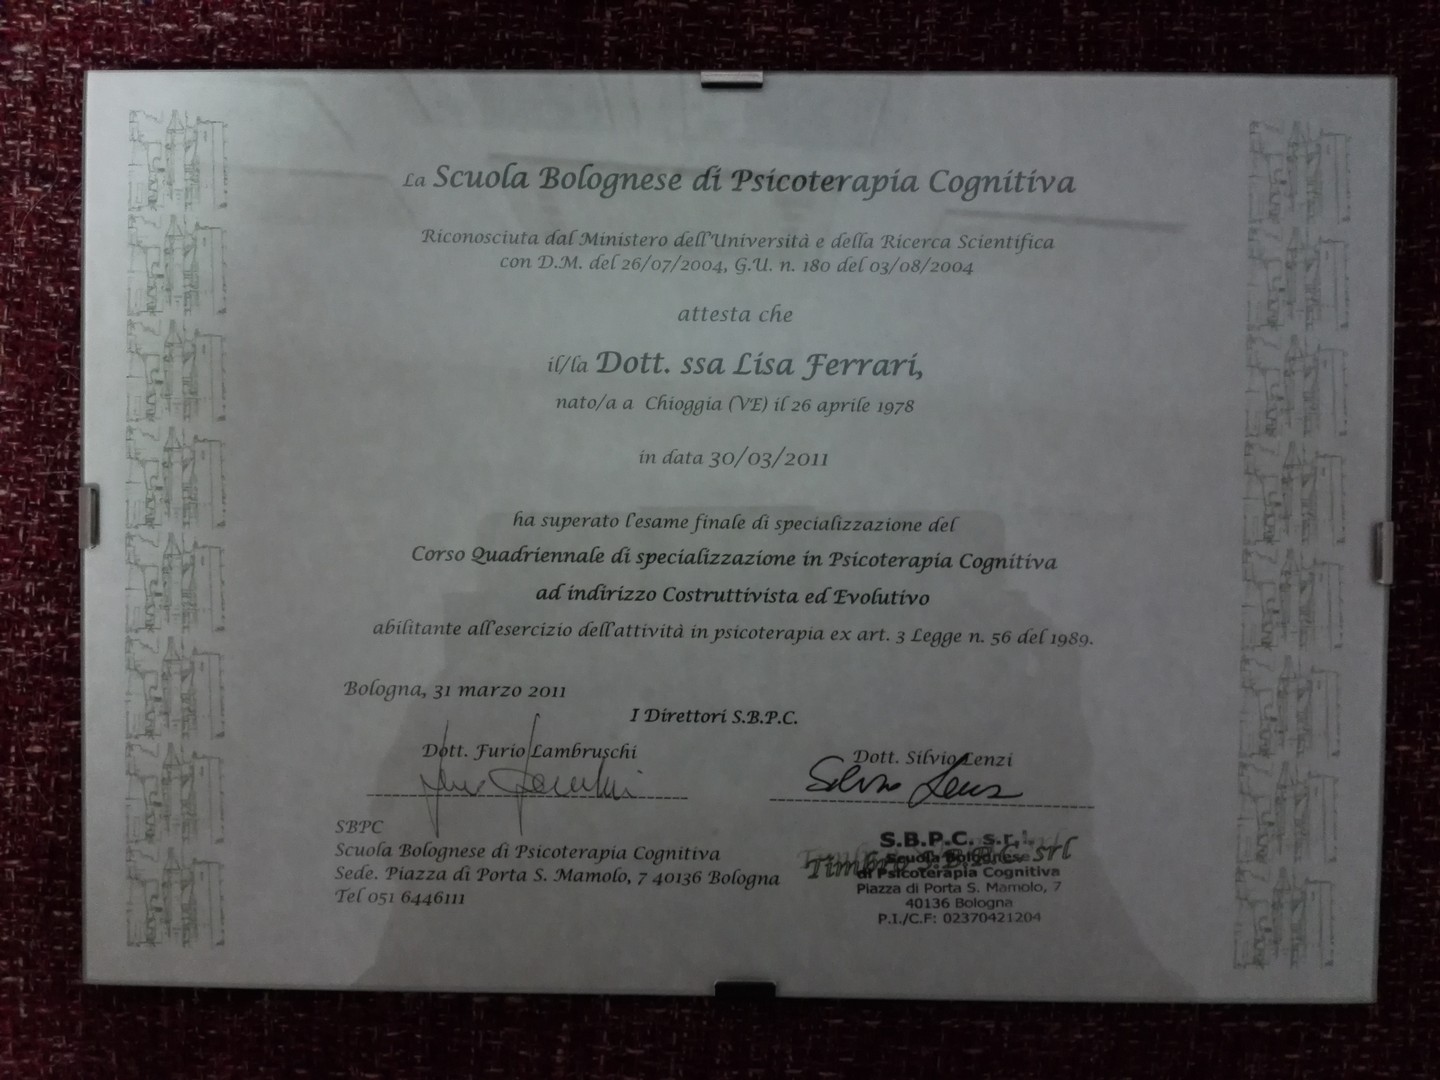 La Scuola Bolognese di Psicoterapia Cognitiva
Riconosciuta dal Ministero dell'Università e della Ricerca Scientifica
con D.M. del 26/07/2004, G.U. n. 180 del 03/08/2004
attesta che
il/la Dott. ssa Lisa Ferrari,
nato/a a Chioggia (VE) il 26 aprile 1978
in data 30/03/2011
ha superato l'esame finale di specializzazione del
Corso Quadriennale di specializzazione in Psicoterapia Cognitiva
ad indirizzo Costruttivista ed Evolutivo
abilitante all'esercizio dell'attività in psicoterapia ex art. 3 Legge n. 56 del 1989.
Bologna, 31 marzo 2011
I Direttori S.B.P.C.
Dott. Furio Lambruschi
Dott. Silvio Lenzi
Silvio Lenzi
SBPC
Scuola Bolognese di Psicoterapia Cognitiva
Sede. Piazza di Porta S. Mamolo, 7 40136 Bologna
Tel 051 6446111
Timbro S.B.P.C. srl
S.B.P.C. s.r.l.
Scuola Bolognese
di Psicoterapia Cognitiva
Piazza di Porta S. Mamolo, 7
40136 Bologna
P.I./C.F: 02370421204